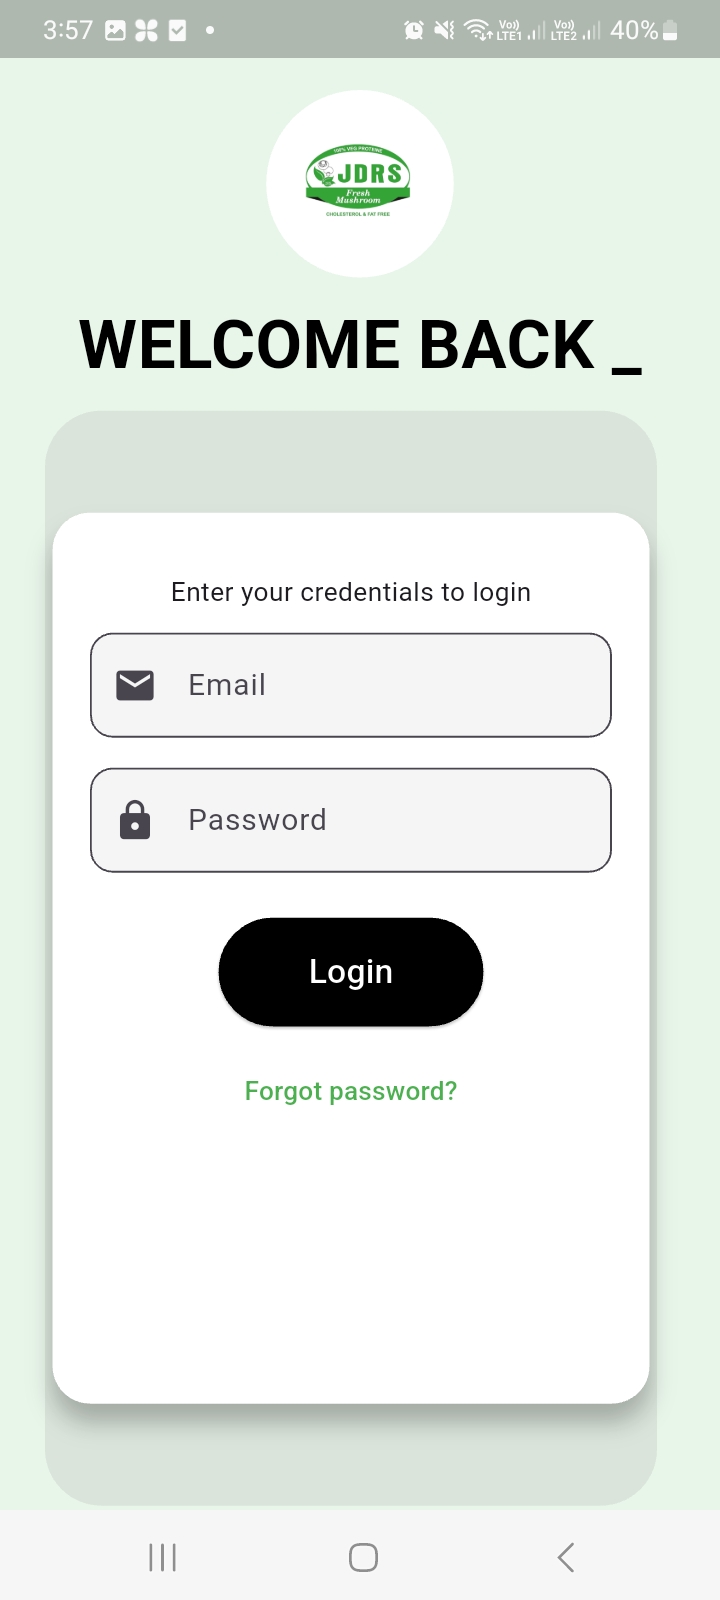 3:57
Vo)) LTE1 Vo)) LTE2 40%
100% VEG PROTEINE
JDRS
Fresh
Mushroom
CHOLESTEROL & FAT FREE
WELCOME BACK _
Enter your credentials to login
Email
Password
Login
Forgot password?